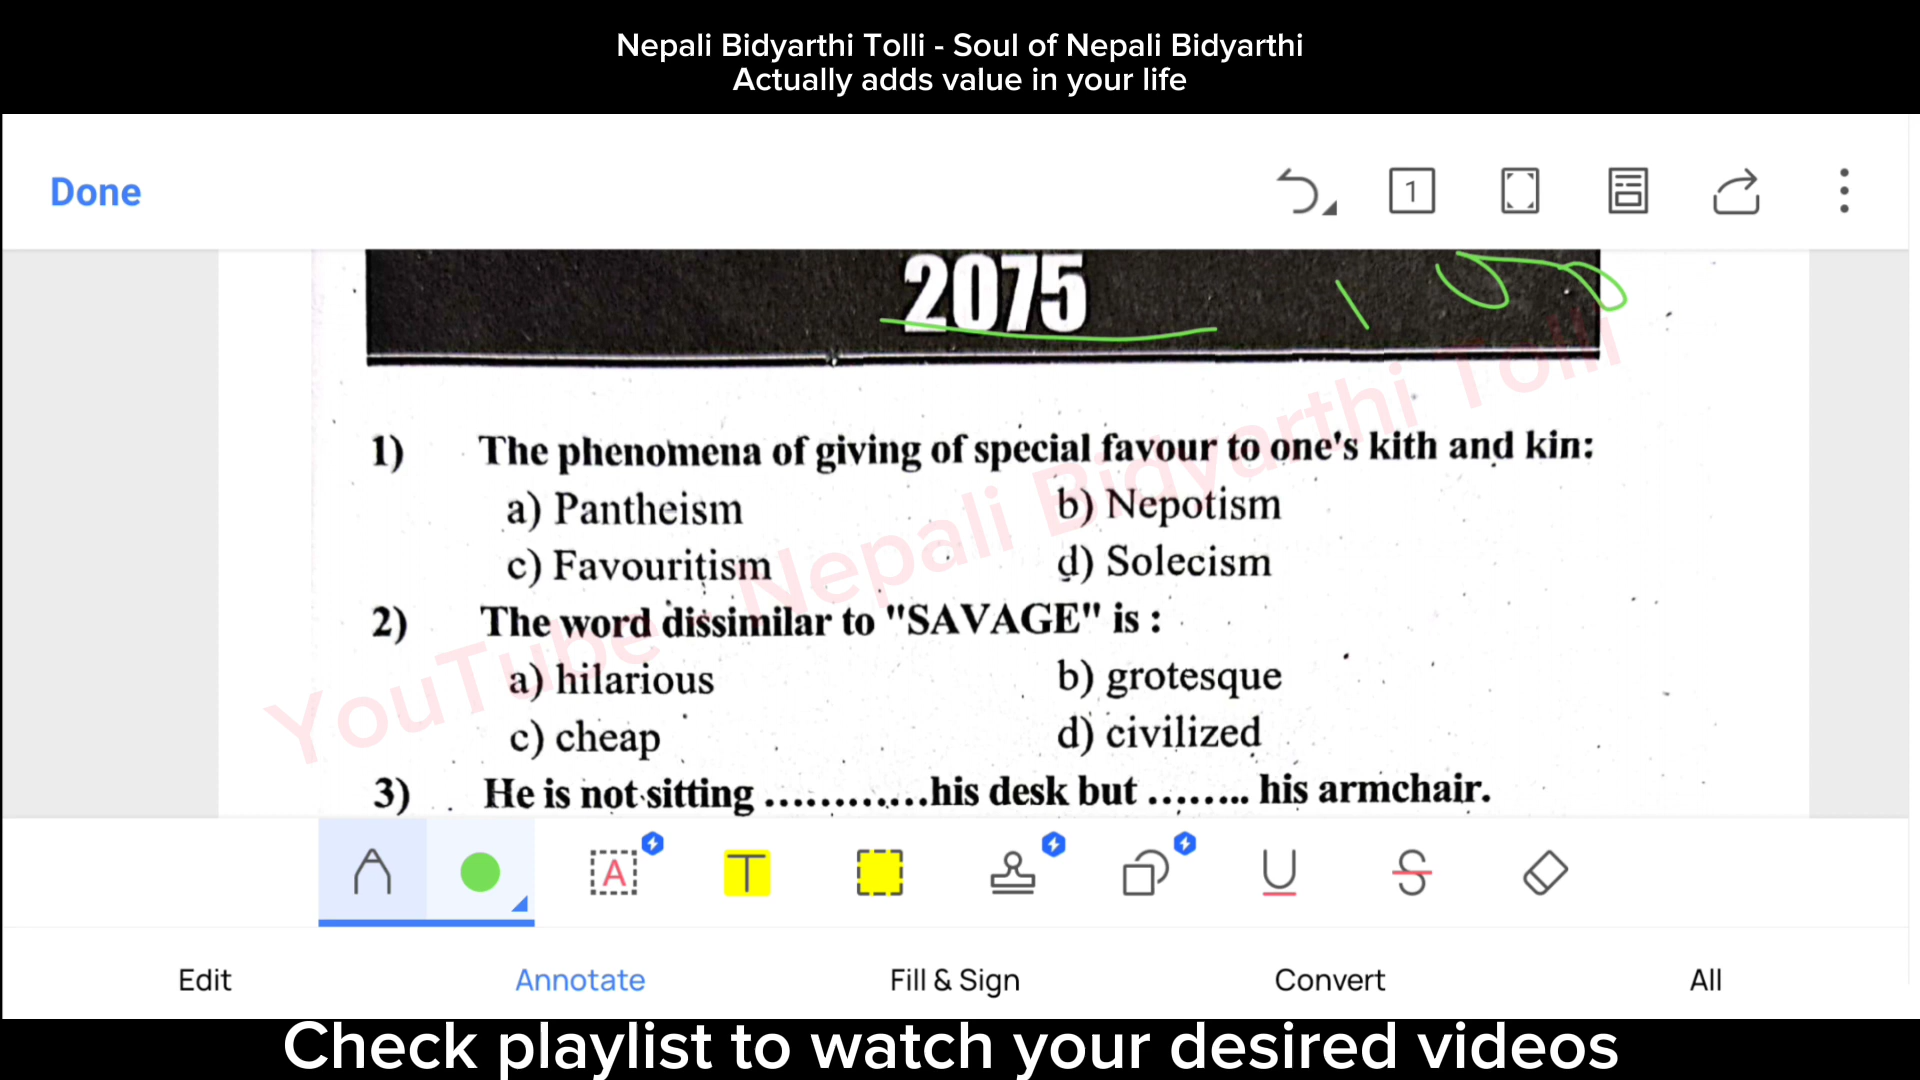 Nepali Bidyarthi Tolli - Soul of Nepali Bidyarthi
Actually adds value in your life
Done
1
2075
1) The phenomena of giving of special favour to one's kith and kin:
a) Pantheism b) Nepotism
c) Favouritism d) Solecism
2) The word dissimilar to "SAVAGE" is :
a) hilarious b) grotesque
c) cheap d) civilized
3) He is not sitting ............his desk but ........ his armchair.
YouTube - Nepali Bidyarthi Tolli
A T U S
Edit Annotate Fill & Sign Convert All
Check playlist to watch your desired videos